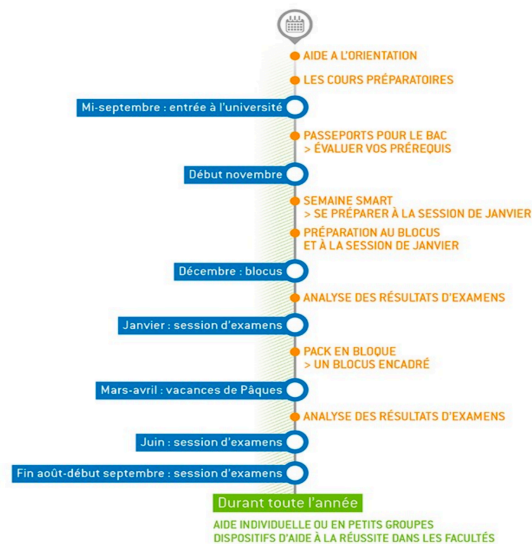 AIDE A L'ORIENTATION
LES COURS PRÉPARATOIRES
Mi-septembre : entrée à l'université
PASSEPORTS POUR LE BAC
> ÉVALUER VOS PRÉREQUIS
Début novembre
SEMAINE SMART
> SE PRÉPARER À LA SESSION DE JANVIER
PRÉPARATION AU BLOCUS
ET À LA SESSION DE JANVIER
Décembre : blocus
ANALYSE DES RÉSULTATS D'EXAMENS
Janvier : session d'examens
PACK EN BLOQUE
> UN BLOCUS ENCADRÉ
Mars-avril : vacances de Pâques
ANALYSE DES RÉSULTATS D'EXAMENS
Juin : session d'examens
Fin août-début septembre : session d'examens
Durant toute l'année
AIDE INDIVIDUELLE OU EN PETITS GROUPES
DISPOSITIFS D'AIDE À LA RÉUSSITE DANS LES FACULTÉS